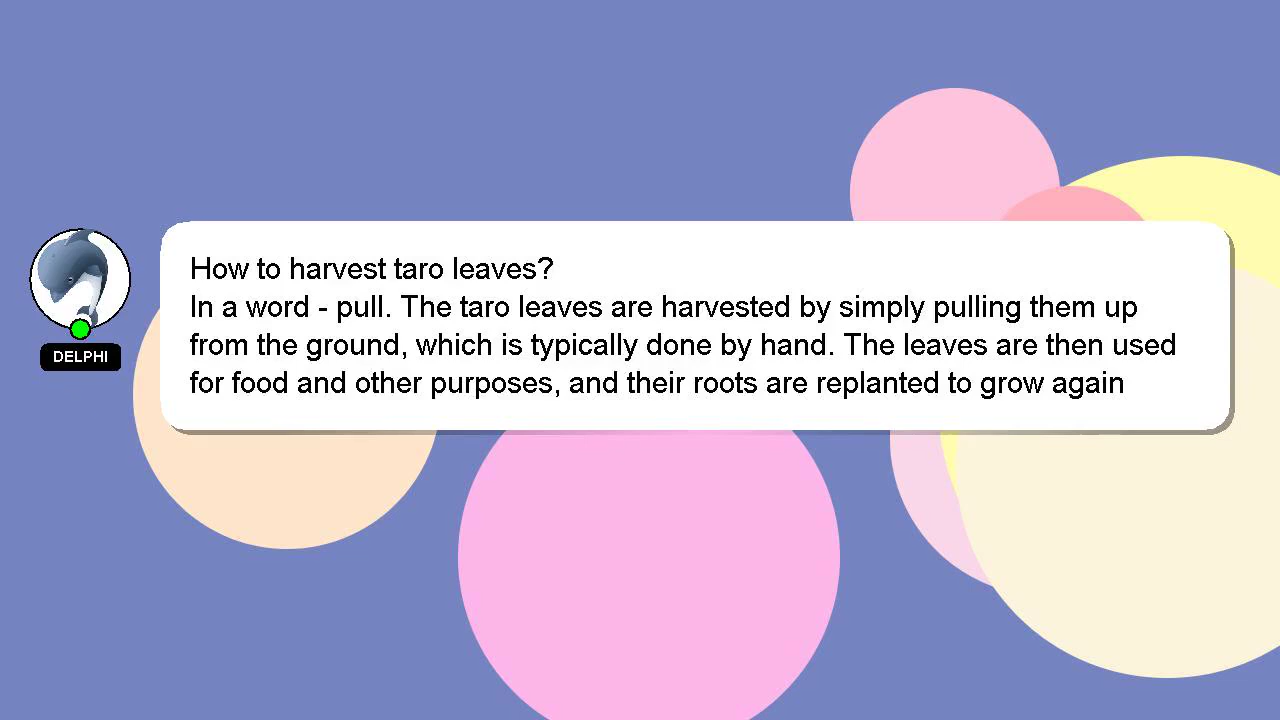 How to harvest taro leaves?
In a word - pull. The taro leaves are harvested by simply pulling them up
from the ground, which is typically done by hand. The leaves are then used
for food and other purposes, and their roots are replanted to grow again
DELPHI